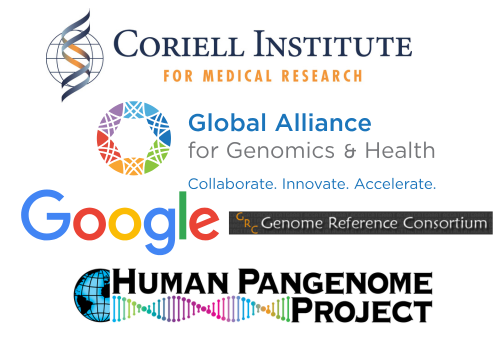 CORIELL INSTITUTE
FOR MEDICAL RESEARCH
Global Alliance
for Genomics & Health
Collaborate. Innovate. Accelerate.
Google
GRC Genome Reference Consortium
HUMAN PANGENOME
PROJECT